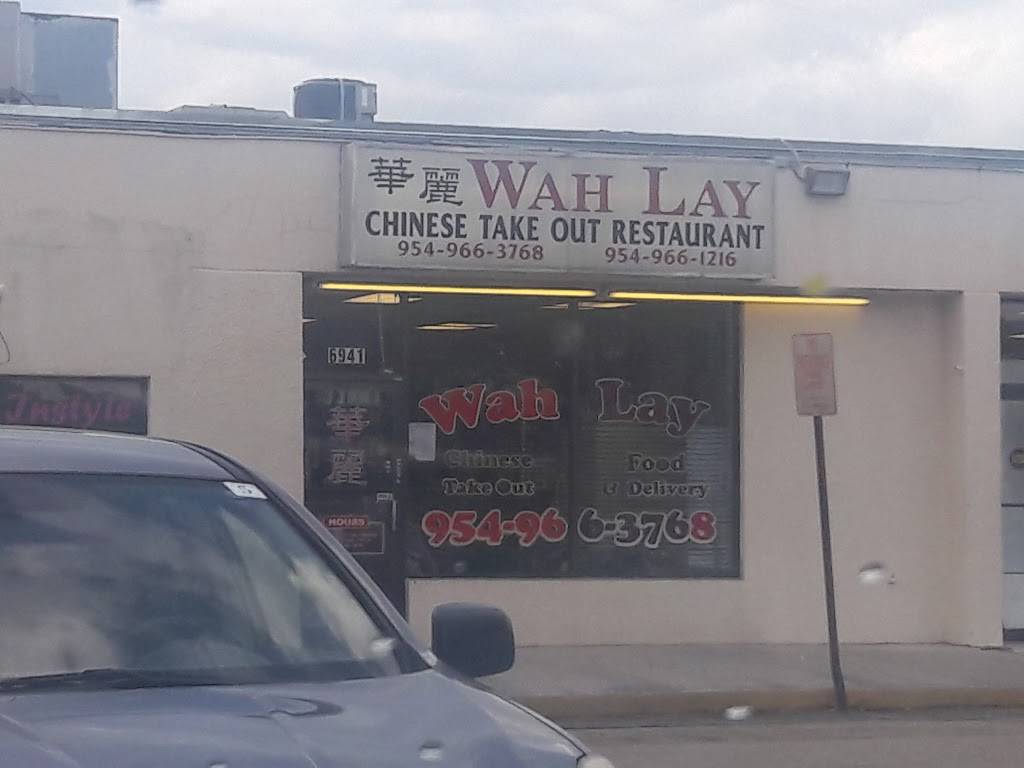 華麗 WAH LAY
CHINESE TAKE OUT RESTAURANT
954-966-3768 954-966-1216
6941
Instyle
華
麗
Wah Lay
Chinese Food
Take Out & Delivery
954-966-3768
HOURS